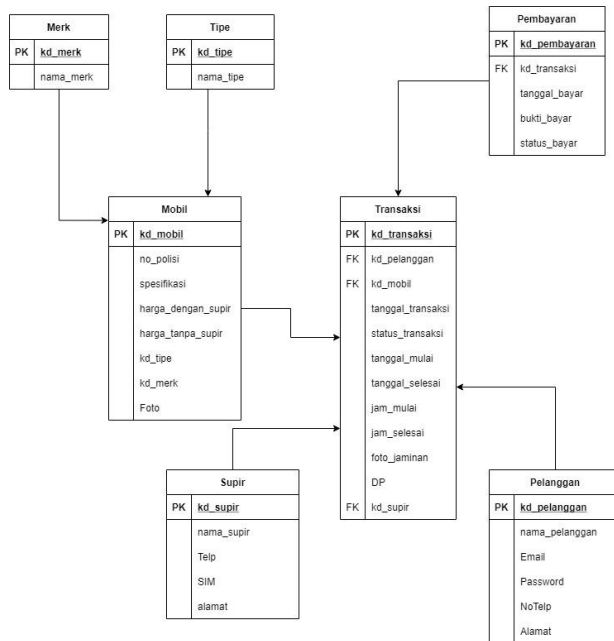 Merk
PK kd_merk
nama_merk
Tipe
PK kd_tipe
nama_tipe
Pembayaran
PK kd_pembayaran
FK kd_transaksi
tanggal_bayar
bukti_bayar
status_bayar
Mobil
PK kd_mobil
no_polisi
spesifikasi
harga_dengan_supir
harga_tanpa_supir
kd_tipe
kd_merk
Foto
Transaksi
PK kd_transaksi
FK kd_pelanggan
FK kd_mobil
tanggal_transaksi
status_transaksi
tanggal_mulai
tanggal_selesai
jam_mulai
jam_selesai
foto_jaminan
DP
FK kd_supir
Supir
PK kd_supir
nama_supir
Telp
SIM
alamat
Pelanggan
PK kd_pelanggan
nama_pelanggan
Email
Password
NoTelp
Alamat